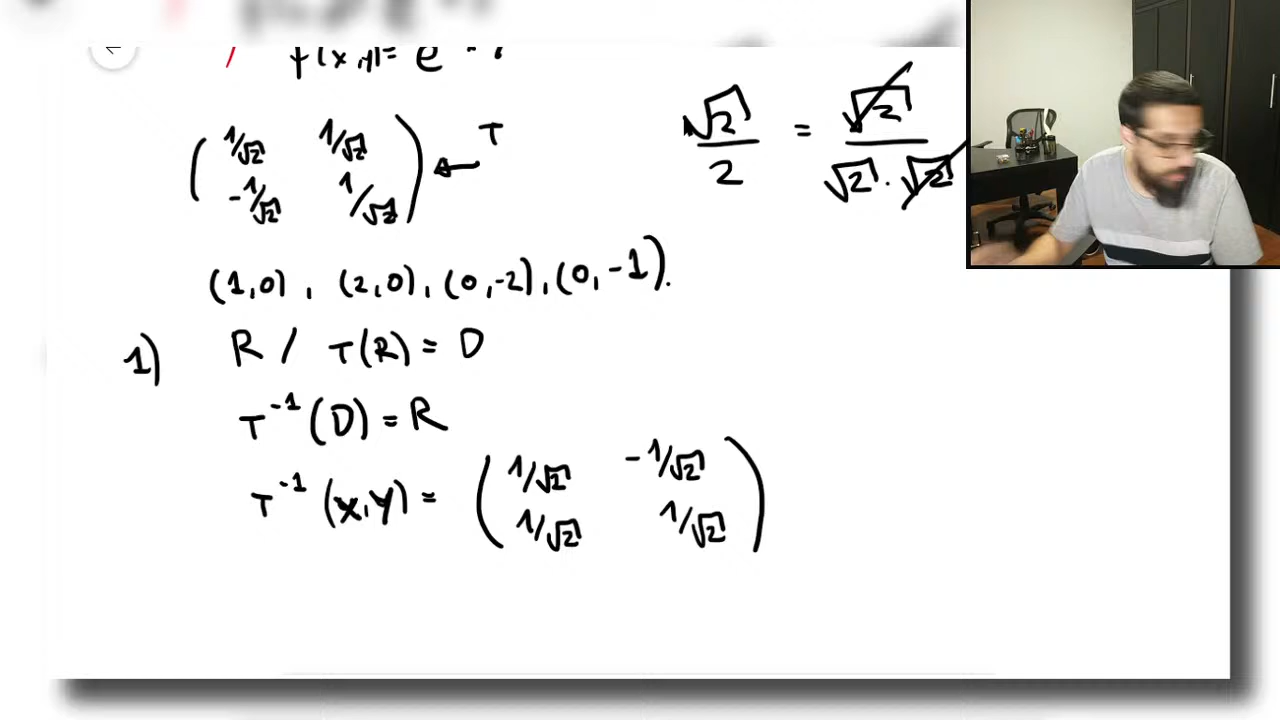 f(x,y)= e
( 1/√2 1/√2
-1/√2 1/√2 ) ← T
√2/2 = √2/√2·√2
(1,0), (2,0), (0,-2), (0,-1).
1) R / T(R) = D
T⁻¹(D) = R
T⁻¹(x,y) = ( 1/√2 -1/√2
1/√2 1/√2 )